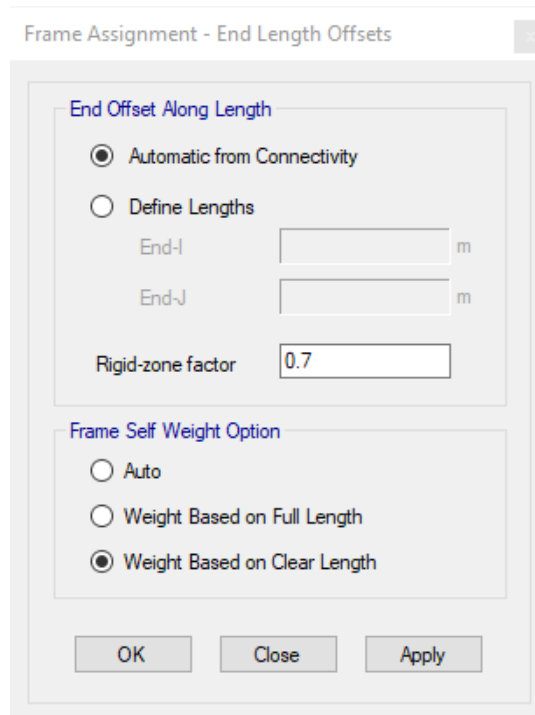 Frame Assignment - End Length Offsets
End Offset Along Length
Automatic from Connectivity
Define Lengths
End-I m
End-J m
Rigid-zone factor 0.7
Frame Self Weight Option
Auto
Weight Based on Full Length
Weight Based on Clear Length
OK Close Apply